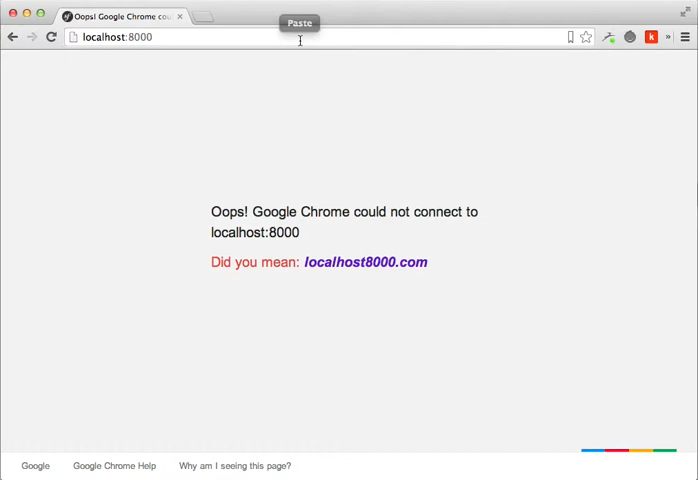 Oops! Google Chrome cou
Paste
localhost:8000
k
»
Oops! Google Chrome could not connect to
localhost:8000
Did you mean: localhost8000.com
Google Google Chrome Help Why am I seeing this page?